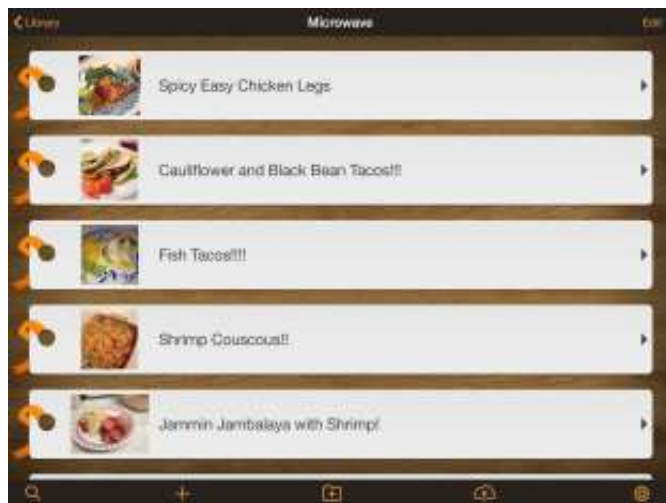 Library
Microwave
Edit
Spicy Easy Chicken Legs
Cauliflower and Black Bean Tacos!!!
Fish Tacos!!!!
Shrimp Couscous!!
Jammin Jambalaya with Shrimp!